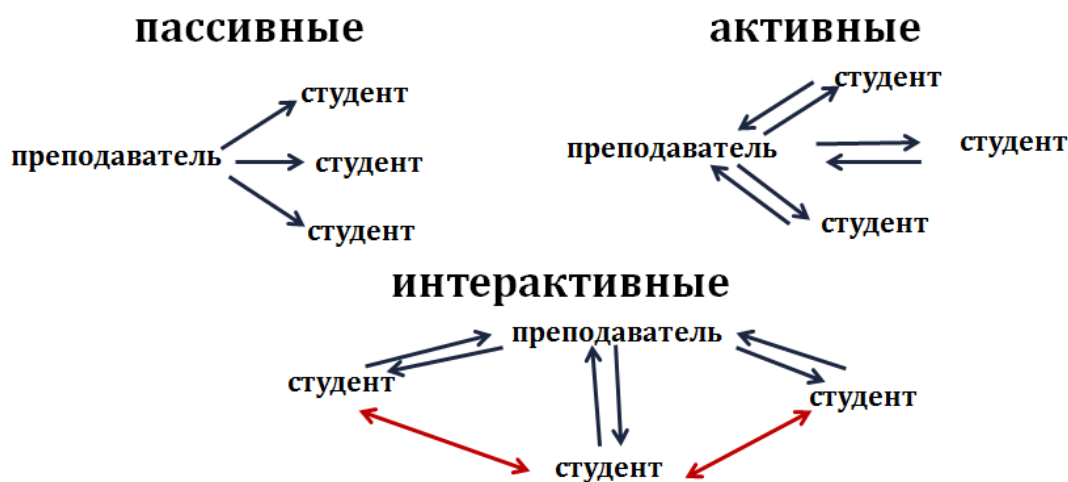 пассивные
студент
преподаватель
студент
студент
активные
студент
преподаватель
студент
студент
интерактивные
преподаватель
студент
студент
студент